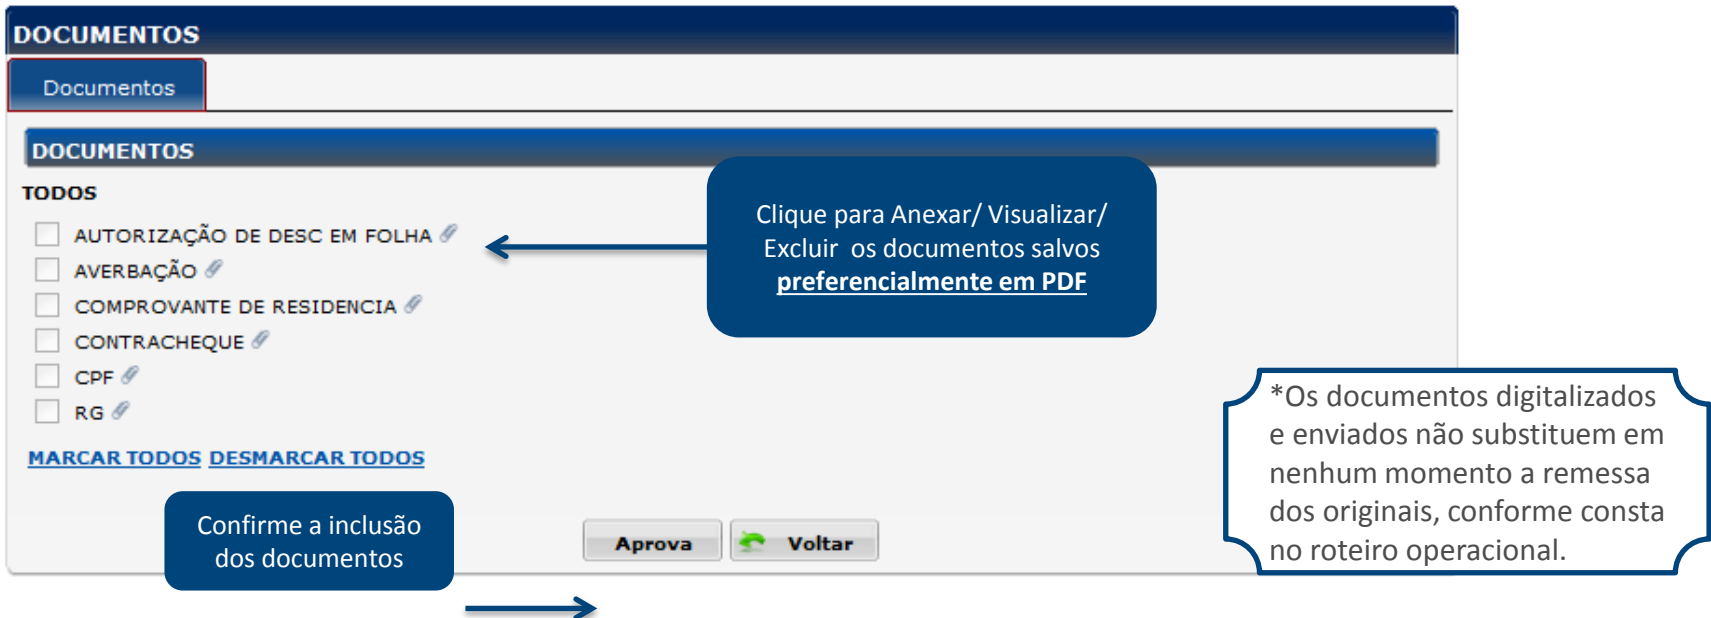 DOCUMENTOS
Documentos
DOCUMENTOS
TODOS
AUTORIZAÇÃO DE DESC EM FOLHA
AVERBAÇÃO
COMPROVANTE DE RESIDENCIA
CONTRACHEQUE
CPF
RG
MARCAR TODOS DESMARCAR TODOS
Clique para Anexar/ Visualizar/
Excluir os documentos salvos
preferencialmente em PDF
Confirme a inclusão
dos documentos
Aprova
Voltar
*Os documentos digitalizados
e enviados não substituem em
nenhum momento a remessa
dos originais, conforme consta
no roteiro operacional.